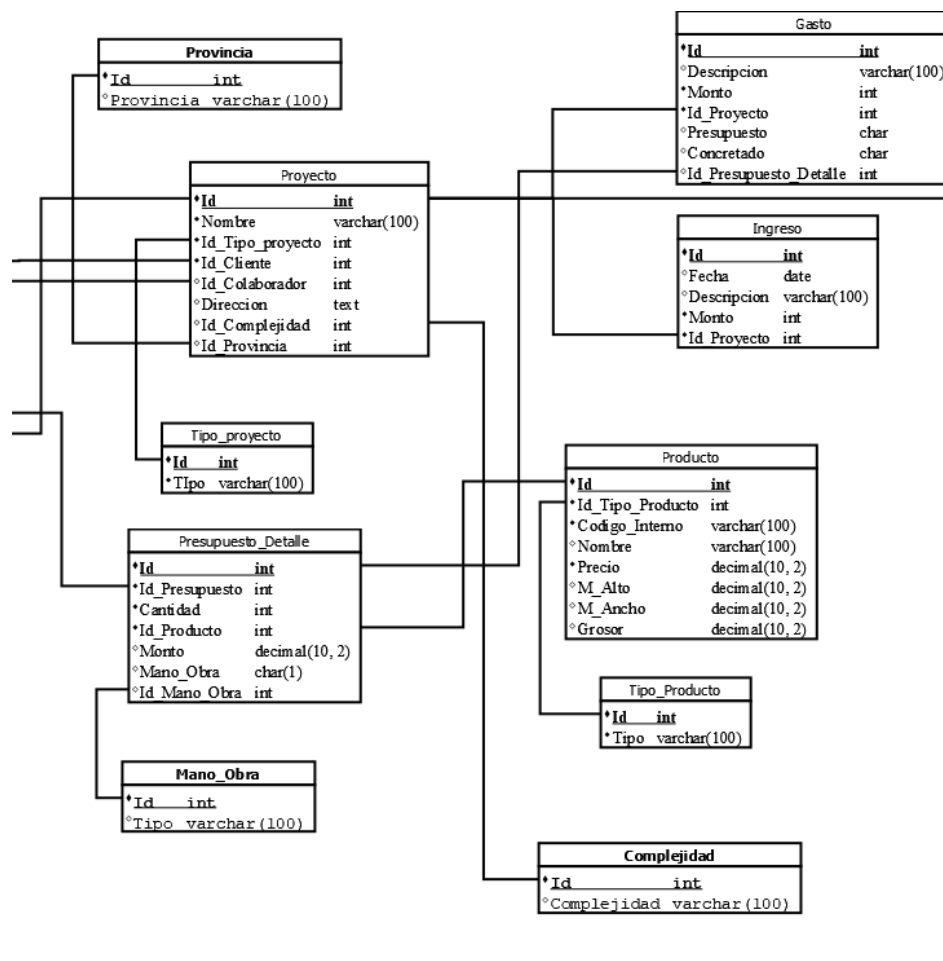 Provincia
Id int
Provincia varchar(100)
Proyecto
Id int
Nombre varchar(100)
Id_Tipo_proyecto int
Id_Cliente int
Id_Colaborador int
Direccion text
Id_Complejidad int
Id_Provincia int
Gasto
Id int
Descripcion varchar(100)
Monto int
Id_Proyecto int
Presupuesto char
Concretado char
Id_Presupuesto_Detalle int
Ingreso
Id int
Fecha date
Descripcion varchar(100)
Monto int
Id_Proyecto int
Tipo_proyecto
Id int
TIpo varchar(100)
Producto
Id int
Id_Tipo_Producto int
Codigo_Interno varchar(100)
Nombre varchar(100)
Precio decimal(10, 2)
M_Alto decimal(10, 2)
M_Ancho decimal(10, 2)
Grosor decimal(10, 2)
Presupuesto_Detalle
Id int
Id_Presupuesto int
Cantidad int
Id_Producto int
Monto decimal(10, 2)
Mano_Obra char(1)
Id_Mano_Obra int
Tipo_Producto
Id int
Tipo varchar(100)
Mano_Obra
Id int
Tipo varchar(100)
Complejidad
Id int
Complejidad varchar(100)